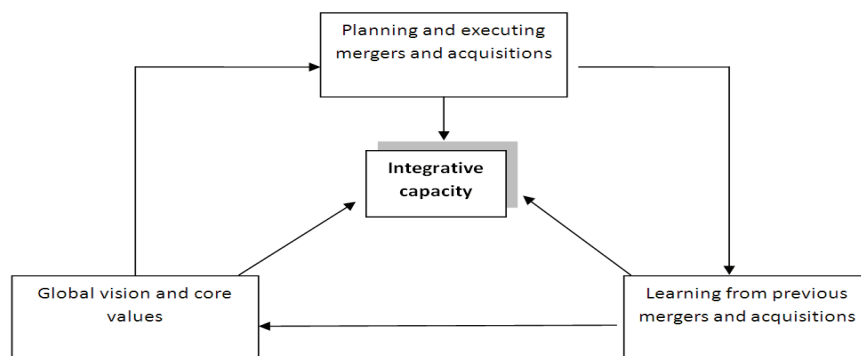 Planning and executing
mergers and acquisitions
Integrative
capacity
Global vision and core
values
Learning from previous
mergers and acquisitions